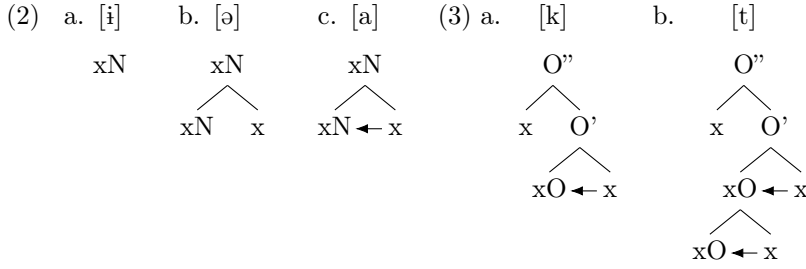 (2) a. [ɨ] b. [ə] c. [a] (3) a. [k] b. [t]
xN xN xN O" O"
xN x xN x x O' x O'
xO x xO x
xO x